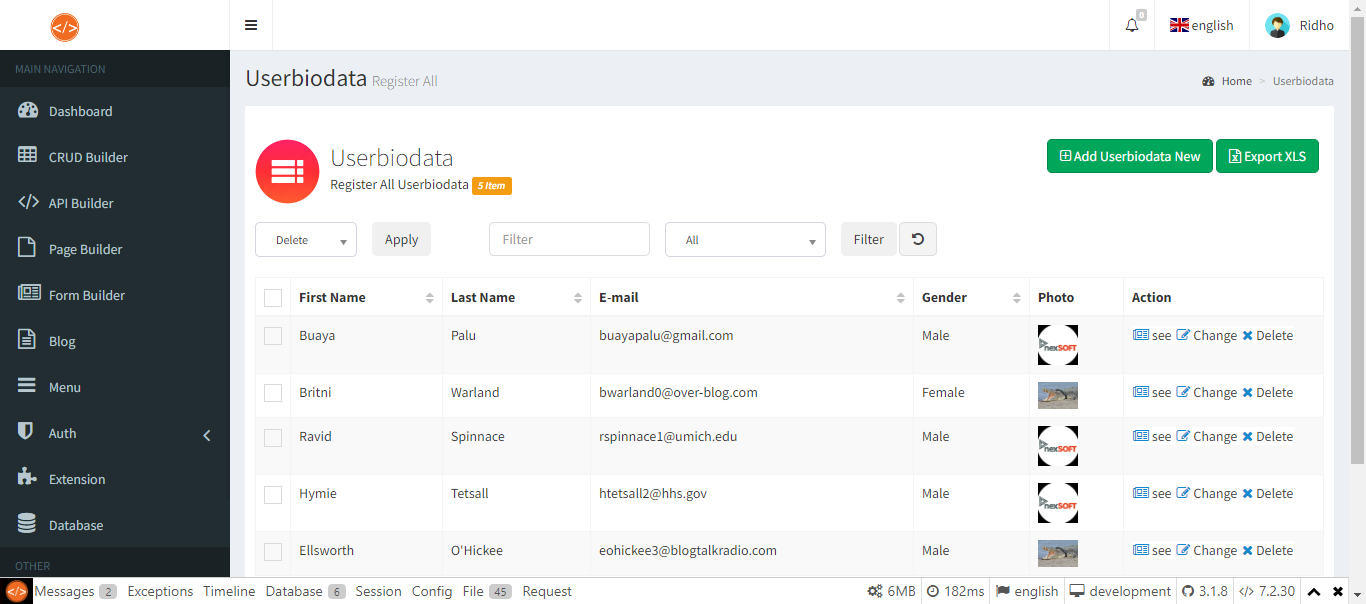 </>
0
english
Ridho
MAIN NAVIGATION
Dashboard
CRUD Builder
API Builder
Page Builder
Form Builder
Blog
Menu
Auth
Extension
Database
OTHER
Userbiodata Register All
Home > Userbiodata
Userbiodata
Register All Userbiodata 5 Item
Add Userbiodata New
Export XLS
Delete Apply Filter All Filter
First Name Last Name E-mail Gender Photo Action
Buaya Palu buayapalu@gmail.com Male nexSOFT see Change Delete
Britni Warland bwarland0@over-blog.com Female see Change Delete
Ravid Spinnace rspinnace1@umich.edu Male nexSOFT see Change Delete
Hymie Tetsall htetsall2@hhs.gov Male nexSOFT see Change Delete
Ellsworth O'Hickee eohickee3@blogtalkradio.com Male see Change Delete
</> Messages 2 Exceptions Timeline Database 6 Session Config File 45 Request 6MB 182ms english development 3.1.8 </> 7.2.30